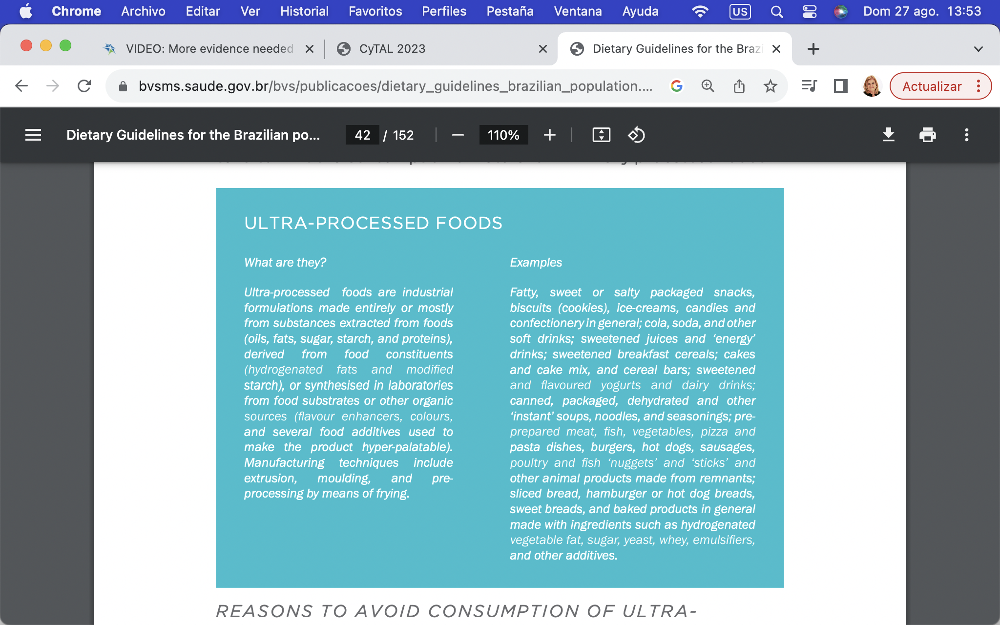 Chrome Archivo Editar Ver Historial Favoritos Perfiles Pestaña Ventana Ayuda US Dom 27 ago. 13:53
VIDEO: More evidence needed CyTAL 2023 Dietary Guidelines for the Brazi
bvsms.saude.gov.br/bvs/publicacoes/dietary_guidelines_brazilian_population.... Actualizar
Dietary Guidelines for the Brazilian po... 42 / 152 110%
ULTRA-PROCESSED FOODS
What are they?
Ultra-processed foods are industrial
formulations made entirely or mostly
from substances extracted from foods
(oils, fats, sugar, starch, and proteins),
derived from food constituents
(hydrogenated fats and modified
starch), or synthesised in laboratories
from food substrates or other organic
sources (flavour enhancers, colours,
and several food additives used to
make the product hyper-palatable).
Manufacturing techniques include
extrusion, moulding, and pre-
processing by means of frying.
Examples
Fatty, sweet or salty packaged snacks,
biscuits (cookies), ice-creams, candies and
confectionery in general; cola, soda, and other
soft drinks; sweetened juices and ‘energy’
drinks; sweetened breakfast cereals; cakes
and cake mix, and cereal bars; sweetened
and flavoured yogurts and dairy drinks;
canned, packaged, dehydrated and other
‘instant’ soups, noodles, and seasonings; pre-
prepared meat, fish, vegetables, pizza and
pasta dishes, burgers, hot dogs, sausages,
poultry and fish ‘nuggets’ and ‘sticks’ and
other animal products made from remnants;
sliced bread, hamburger or hot dog breads,
sweet breads, and baked products in general
made with ingredients such as hydrogenated
vegetable fat, sugar, yeast, whey, emulsifiers,
and other additives.
REASONS TO AVOID CONSUMPTION OF ULTRA-